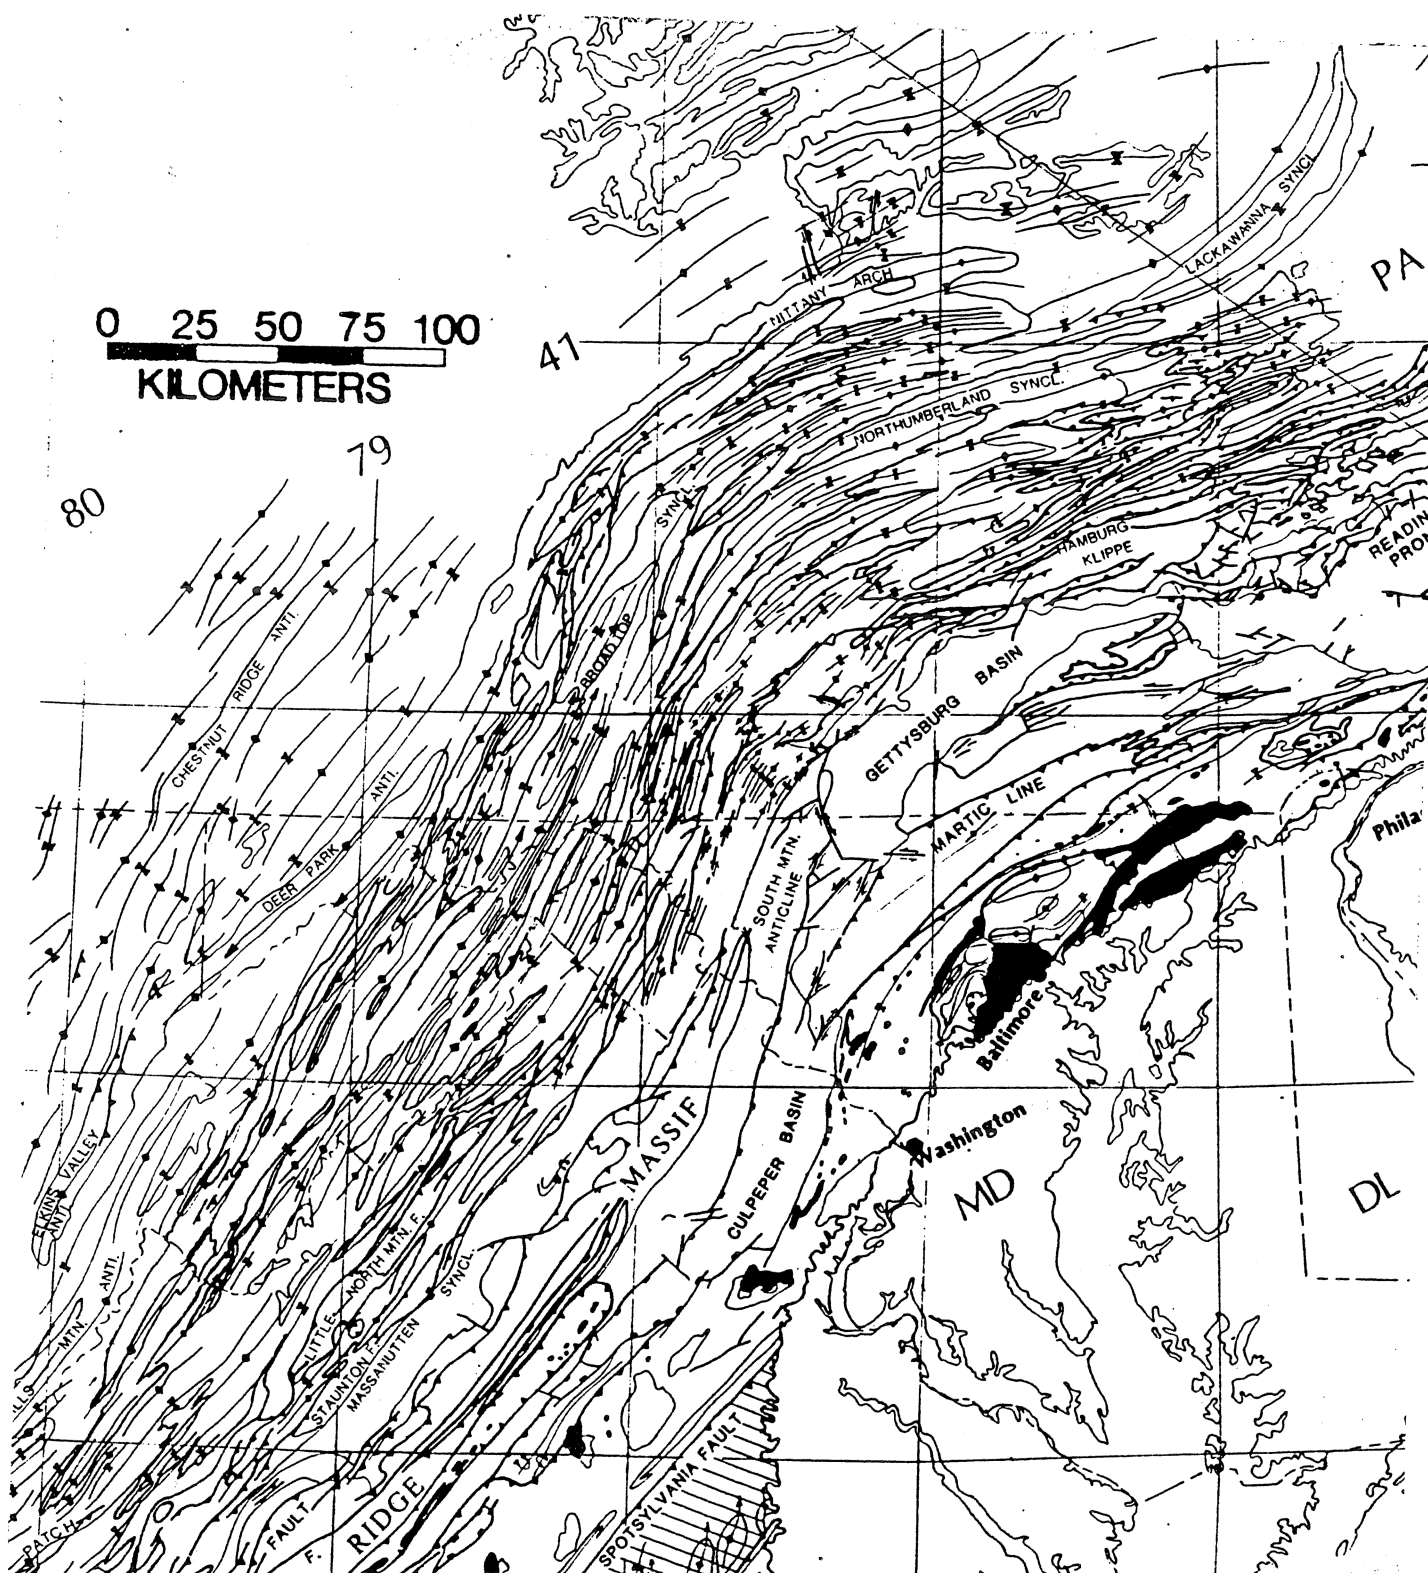 PA
LACKAWANNA SYNCL.
NITTANY ARCH
0 25 50 75 100
KILOMETERS
41
79
80
NORTHUMBERLAND SYNCL.
SYNCL.
HAMBURG
KLIPPE
READIN
PRON
CHESTNUT RIDGE ANTI.
BROADTOP
GETTYSBURG BASIN
DEER PARK ANTI.
MARTIC LINE
Phila
SOUTH MTN.
ANTICLINE
Baltimore
Washington
MD
DL
MASSIF
CULPEPER BASIN
ELKINS VALLEY
ANTI.
LITTLE NORTH MTN. F.
STAUNTON F.
MASSANUTTEN SYNCL.
MTN. ANTI.
ILLS
PATCH
FAULT
F.
RIDGE
SPOTSYLVANIA FAULT